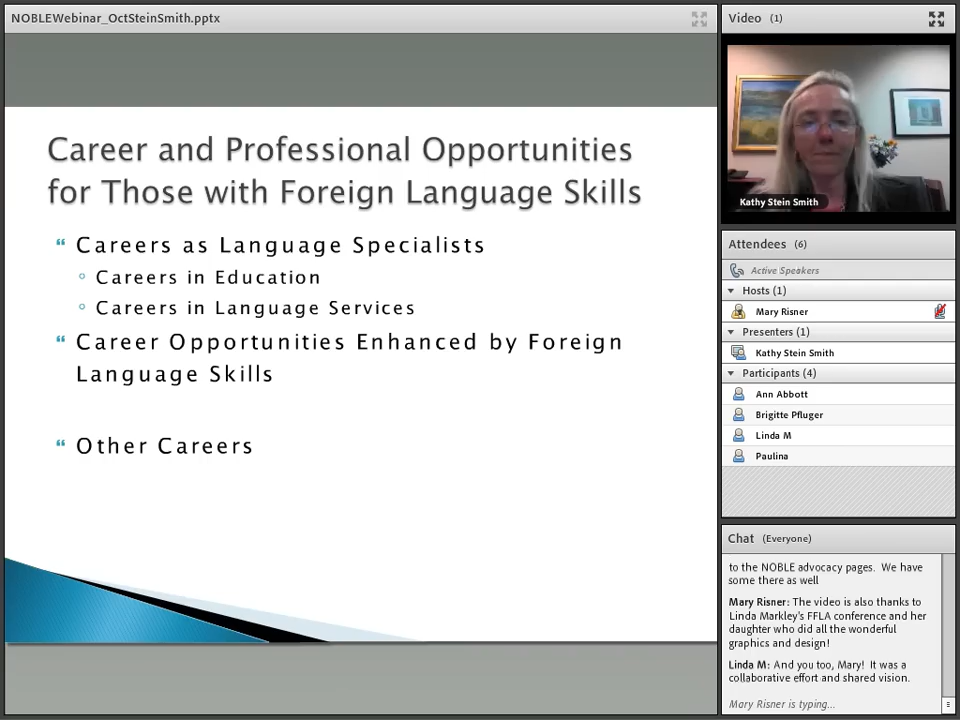 NOBLEWebinar_OctSteinSmith.pptx
Career and Professional Opportunities
for Those with Foreign Language Skills
Careers as Language Specialists
Careers in Education
Careers in Language Services
Career Opportunities Enhanced by Foreign
Language Skills
Other Careers
Video (1)
Kathy Stein Smith
Attendees (6)
Active Speakers
Hosts (1)
Mary Risner
Presenters (1)
Kathy Stein Smith
Participants (4)
Ann Abbott
Brigitte Pfluger
Linda M
Paulina
Chat (Everyone)
to the NOBLE advocacy pages. We have
some there as well
Mary Risner: The video is also thanks to
Linda Markley's FFLA conference and her
daughter who did all the wonderful
graphics and design!
Linda M: And you too, Mary! It was a
collaborative effort and shared vision.
Mary Risner is typing...